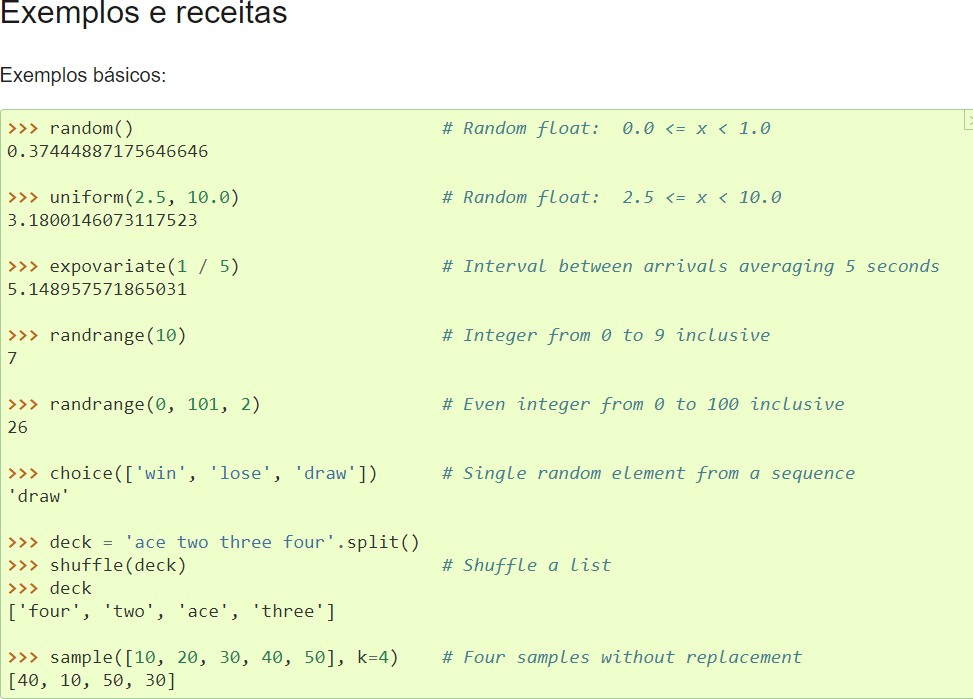 Exemplos e receitas
Exemplos básicos:
>>> random()                             # Random float:  0.0 <= x < 1.0
0.37444887175646646
>>> uniform(2.5, 10.0)                   # Random float:  2.5 <= x < 10.0
3.1800146073117523
>>> expovariate(1 / 5)                   # Interval between arrivals averaging 5 seconds
5.148957571865031
>>> randrange(10)                        # Integer from 0 to 9 inclusive
7
>>> randrange(0, 101, 2)                 # Even integer from 0 to 100 inclusive
26
>>> choice(['win', 'lose', 'draw'])      # Single random element from a sequence
'draw'
>>> deck = 'ace two three four'.split()
>>> shuffle(deck)                        # Shuffle a list
>>> deck
['four', 'two', 'ace', 'three']
>>> sample([10, 20, 30, 40, 50], k=4)    # Four samples without replacement
[40, 10, 50, 30]